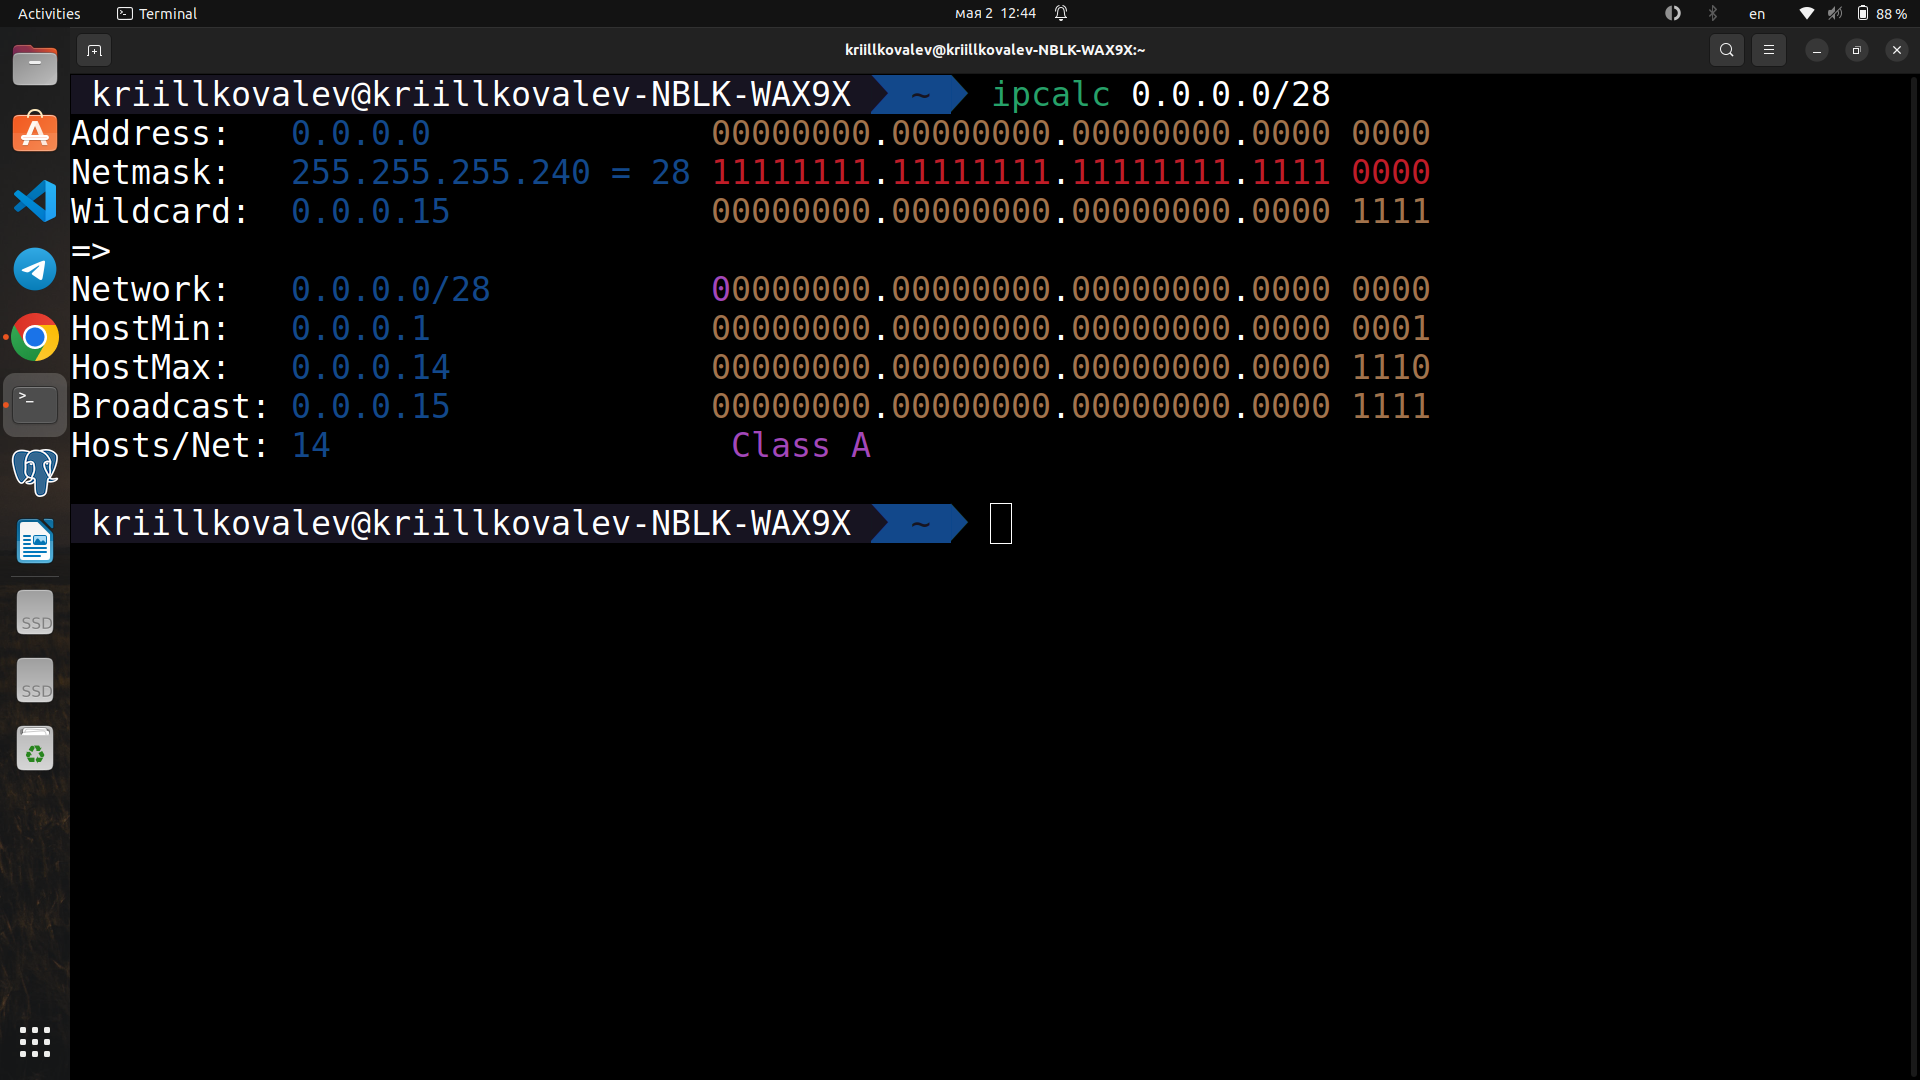 Activities Terminal мая 2 12:44 en 88 %
kriillkovalev@kriillkovalev-NBLK-WAX9X:~
kriillkovalev@kriillkovalev-NBLK-WAX9X ~ ipcalc 0.0.0.0/28
Address: 0.0.0.0 00000000.00000000.00000000.0000 0000
Netmask: 255.255.255.240 = 28 11111111.11111111.11111111.1111 0000
Wildcard: 0.0.0.15 00000000.00000000.00000000.0000 1111
=>
Network: 0.0.0.0/28 00000000.00000000.00000000.0000 0000
HostMin: 0.0.0.1 00000000.00000000.00000000.0000 0001
HostMax: 0.0.0.14 00000000.00000000.00000000.0000 1110
Broadcast: 0.0.0.15 00000000.00000000.00000000.0000 1111
Hosts/Net: 14 Class A
kriillkovalev@kriillkovalev-NBLK-WAX9X ~
SSD
SSD